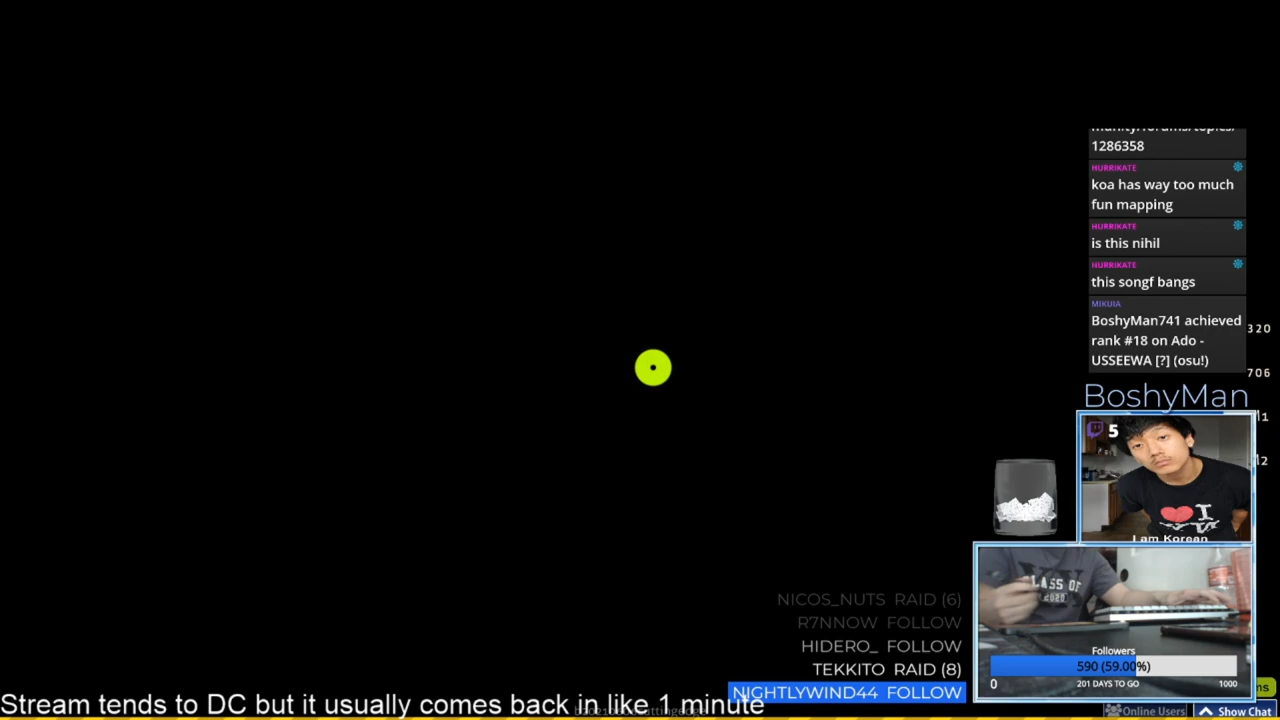 1286358
HURRIKATE
koa has way too much
fun mapping
HURRIKATE
is this nihil
HURRIKATE
this songf bangs
MIKUIA
BoshyMan741 achieved
rank #18 on Ado -
USSEEWA [?] (osu!)
320
706
BoshyMan
5
I
I am Korean
CLASS OF
2020
NICOS_NUTS RAID (6)
R7NNOW FOLLOW
HIDERO_ FOLLOW
TEKKITO RAID (8)
NIGHTLYWIND44 FOLLOW
Followers
590 (59.00%)
0
201 DAYS TO GO
1000
Stream tends to DC but it usually comes back in like 1 minute
Online Users
Show Chat